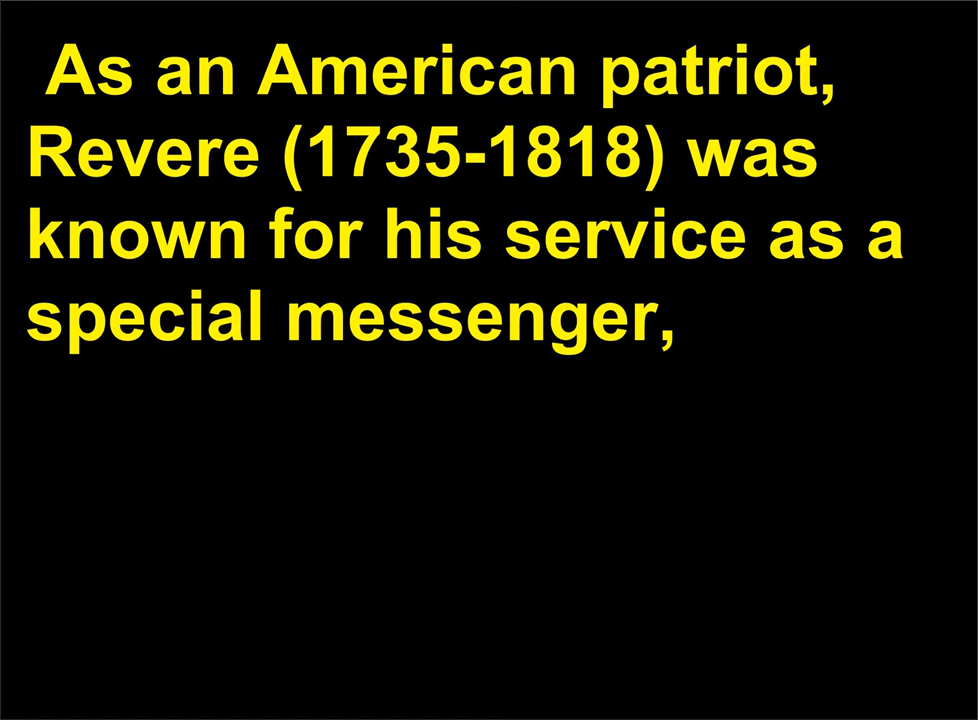 As an American patriot,
Revere (1735-1818) was
known for his service as a
special messenger,